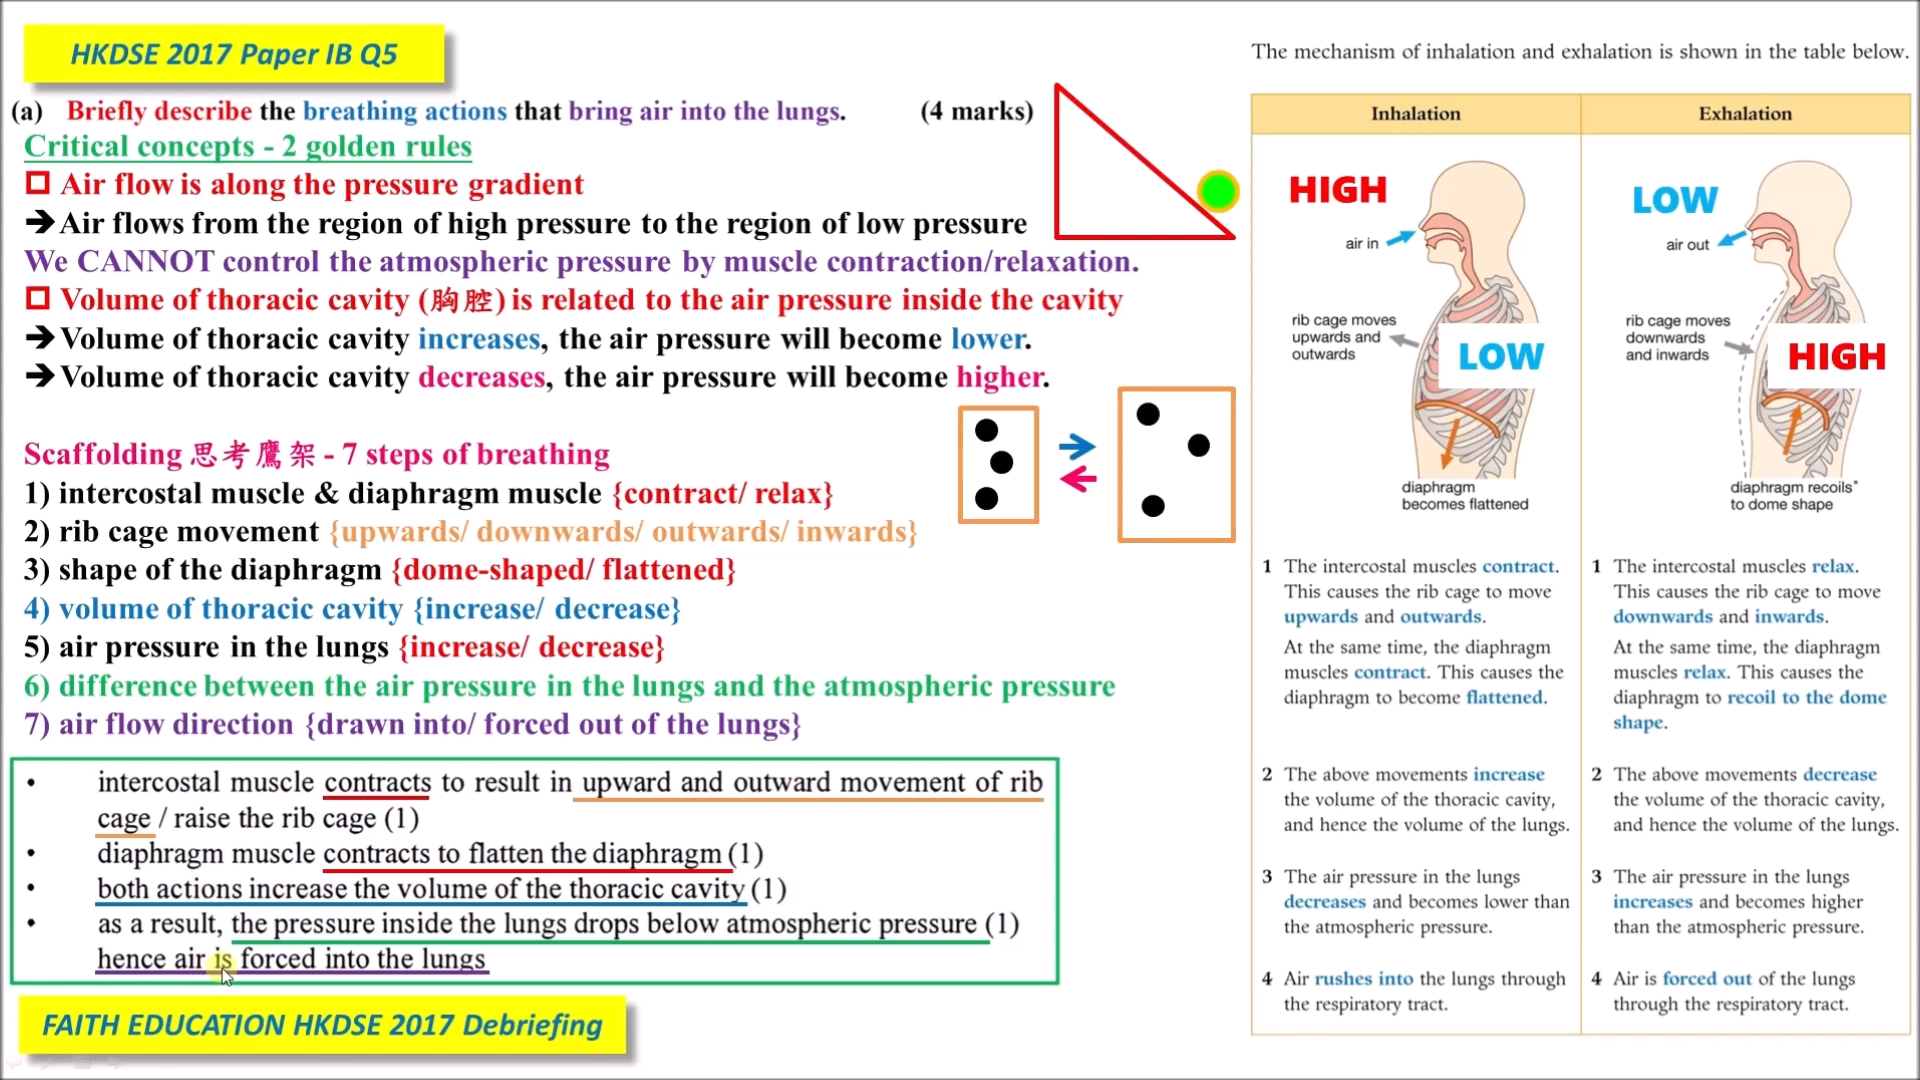 HKDSE 2017 Paper IB Q5
(a) Briefly describe the breathing actions that bring air into the lungs. (4 marks)
Critical concepts - 2 golden rules
Air flow is along the pressure gradient
➔Air flows from the region of high pressure to the region of low pressure
We CANNOT control the atmospheric pressure by muscle contraction/relaxation.
Volume of thoracic cavity (胸腔) is related to the air pressure inside the cavity
➔Volume of thoracic cavity increases, the air pressure will become lower.
➔Volume of thoracic cavity decreases, the air pressure will become higher.
Scaffolding 思考鷹架 - 7 steps of breathing
1) intercostal muscle & diaphragm muscle {contract/ relax}
2) rib cage movement {upwards/ downwards/ outwards/ inwards}
3) shape of the diaphragm {dome-shaped/ flattened}
4) volume of thoracic cavity {increase/ decrease}
5) air pressure in the lungs {increase/ decrease}
6) difference between the air pressure in the lungs and the atmospheric pressure
7) air flow direction {drawn into/ forced out of the lungs}
• intercostal muscle contracts to result in upward and outward movement of rib
cage / raise the rib cage (1)
• diaphragm muscle contracts to flatten the diaphragm (1)
• both actions increase the volume of the thoracic cavity (1)
• as a result, the pressure inside the lungs drops below atmospheric pressure (1)
hence air is forced into the lungs
FAITH EDUCATION HKDSE 2017 Debriefing
The mechanism of inhalation and exhalation is shown in the table below.
Inhalation
HIGH
air in
rib cage moves
upwards and
outwards
LOW
diaphragm
becomes flattened
1 The intercostal muscles contract.
This causes the rib cage to move
upwards and outwards.
At the same time, the diaphragm
muscles contract. This causes the
diaphragm to become flattened.
2 The above movements increase
the volume of the thoracic cavity,
and hence the volume of the lungs.
3 The air pressure in the lungs
decreases and becomes lower than
the atmospheric pressure.
4 Air rushes into the lungs through
the respiratory tract.
Exhalation
LOW
air out
rib cage moves
downwards
and inwards
HIGH
diaphragm recoils*
to dome shape
1 The intercostal muscles relax.
This causes the rib cage to move
downwards and inwards.
At the same time, the diaphragm
muscles relax. This causes the
diaphragm to recoil to the dome
shape.
2 The above movements decrease
the volume of the thoracic cavity,
and hence the volume of the lungs.
3 The air pressure in the lungs
increases and becomes higher
than the atmospheric pressure.
4 Air is forced out of the lungs
through the respiratory tract.